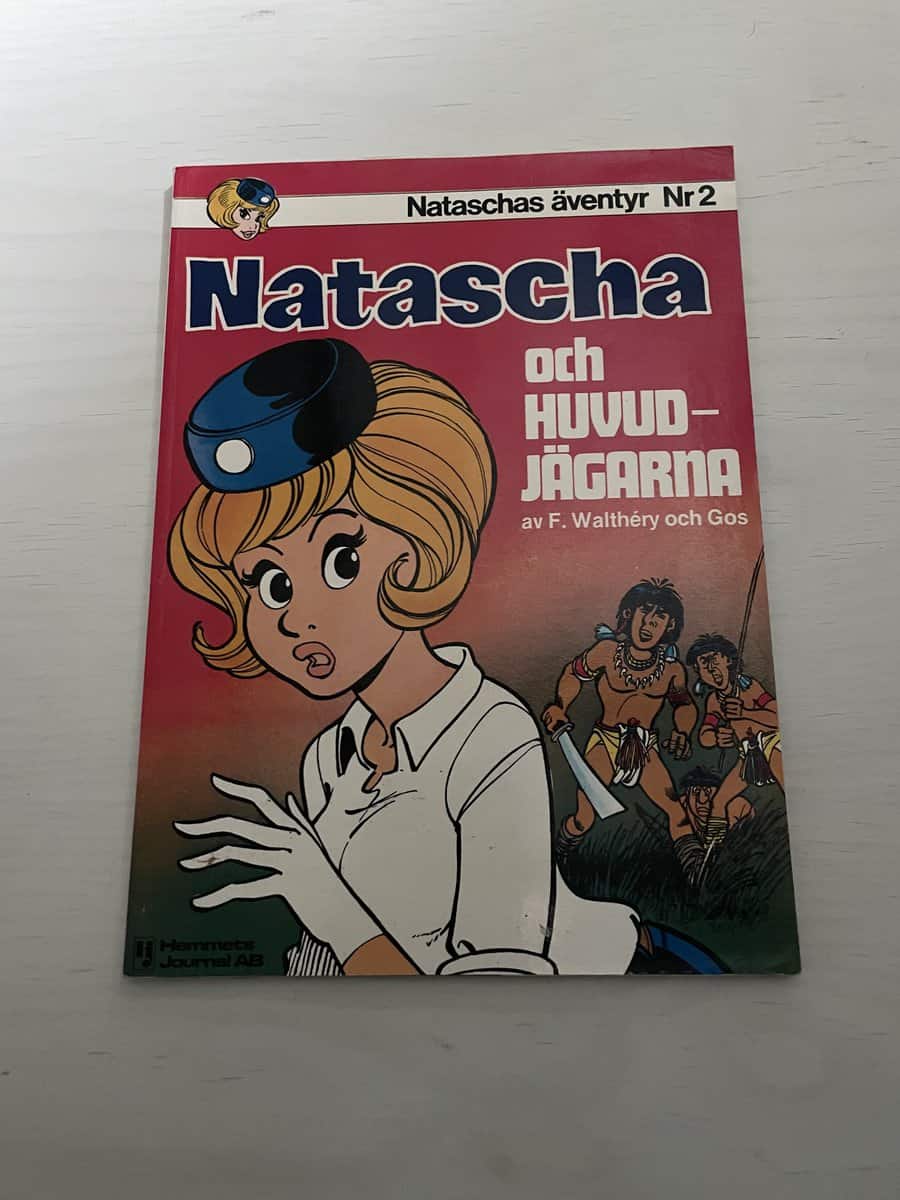 Nataschas äventyr Nr 2
Natascha
och
HUVUD-
JÄGARNA
av F. Walthéry och Gos
Hemmets
Journal AB